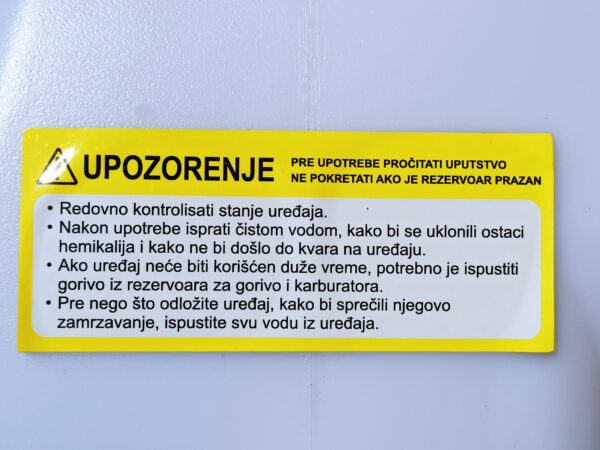 UPOZORENJE
PRE UPOTREBE PROČITATI UPUTSTVO
NE POKRETATI AKO JE REZERVOAR PRAZAN
• Redovno kontrolisati stanje uređaja.
• Nakon upotrebe isprati čistom vodom, kako bi se uklonili ostaci
hemikalija i kako ne bi došlo do kvara na uređaju.
• Ako uređaj neće biti korišćen duže vreme, potrebno je ispustiti
gorivo iz rezervoara za gorivo i karburatora.
• Pre nego što odložite uređaj, kako bi sprečili njegovo
zamrzavanje, ispustite svu vodu iz uređaja.